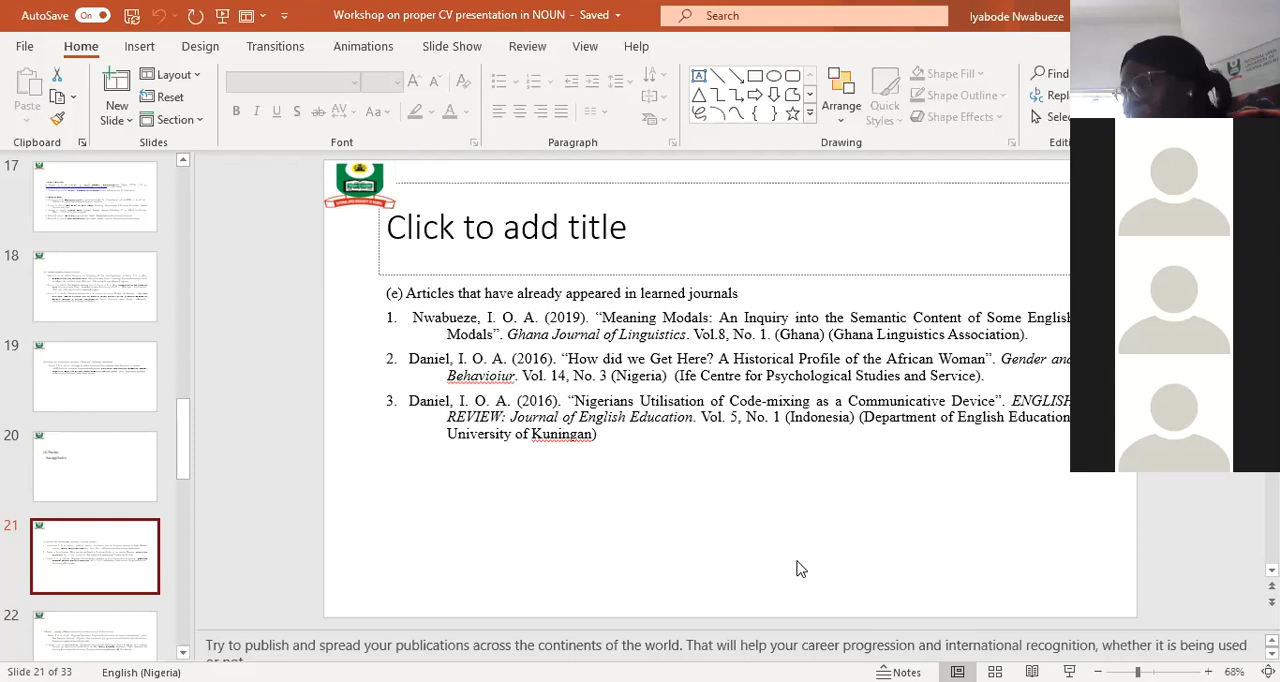 AutoSave On Workshop on proper CV presentation in NOUN - Saved Search Iyabode Nwabueze
File Home Insert Design Transitions Animations Slide Show Review View Help
Paste New Slide Layout Reset Section
B I U S ab AV Aa A
Arrange Quick Styles Shape Fill Shape Outline Shape Effects
Find
Clipboard Slides Font Paragraph Drawing
17
18
19
20
21
22
Click to add title
(e) Articles that have already appeared in learned journals
1. Nwabueze, I. O. A. (2019). “Meaning Modals: An Inquiry into the Semantic Content of Some English
Modals”. Ghana Journal of Linguistics. Vol.8, No. 1. (Ghana) (Ghana Linguistics Association).
2. Daniel, I. O. A. (2016). “How did we Get Here? A Historical Profile of the African Woman”. Gender and
Behaviosiur. Vol. 14, No. 3 (Nigeria) (Ife Centre for Psychological Studies and Service).
3. Daniel, I. O. A. (2016). “Nigerians Utilisation of Code-mixing as a Communicative Device”. ENGLISH
REVIEW: Journal of English Education. Vol. 5, No. 1 (Indonesia) (Department of English Education
University of Kuningan)
Try to publish and spread your publications across the continents of the world. That will help your career progression and international recognition, whether it is being used
or not
Slide 21 of 33 English (Nigeria) Notes 68%